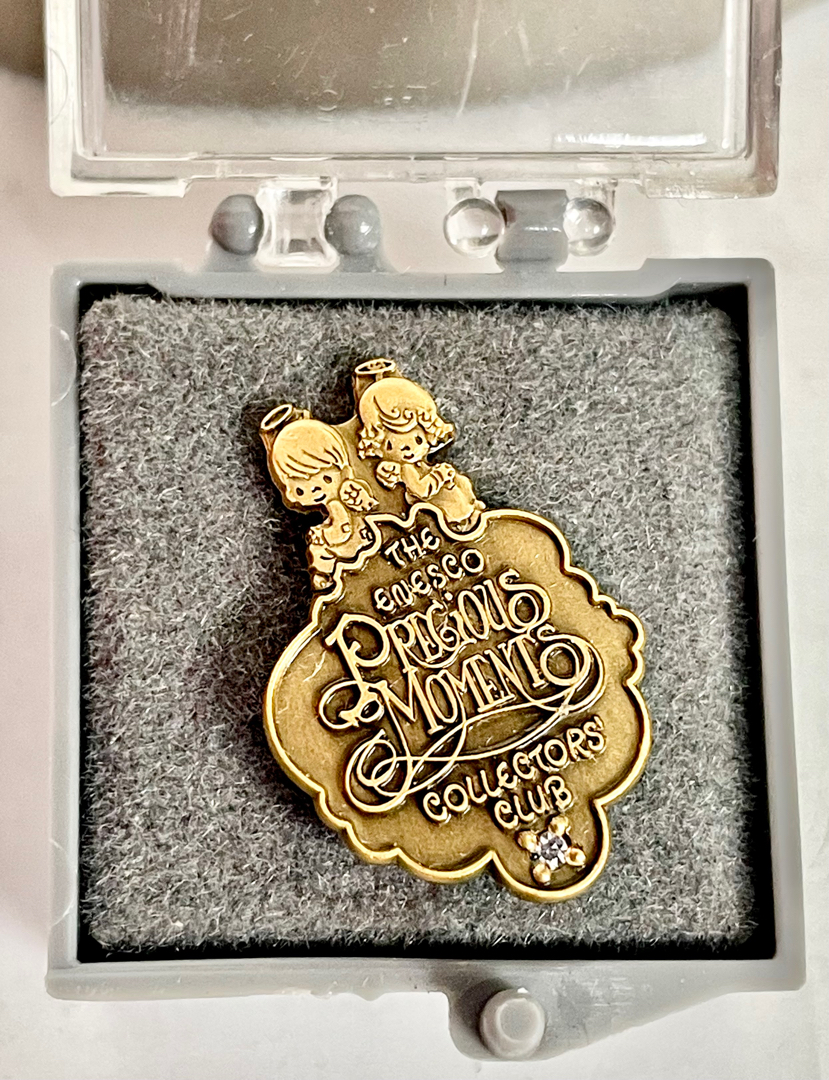 THE
ENESCO
PRECIOUS
MOMENTS
COLLECTORS'
CLUB